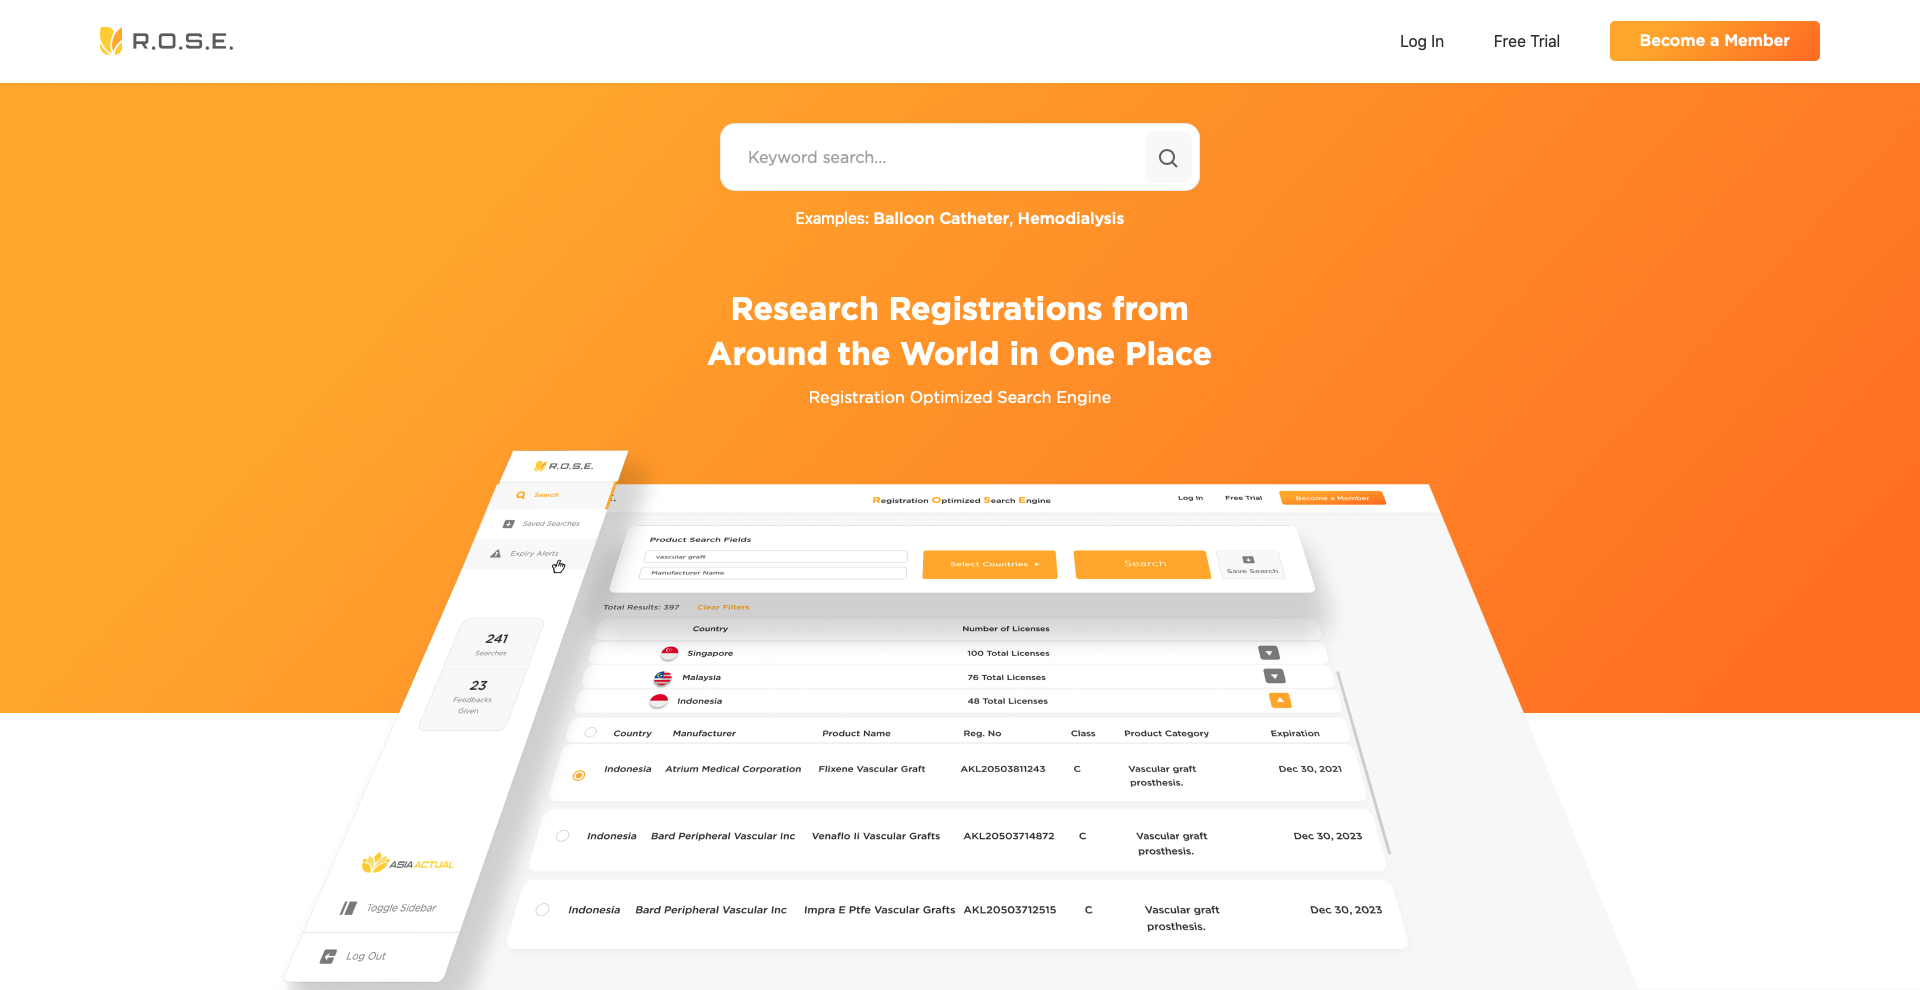 R.O.S.E.
Log In
Free Trial
Become a Member
Keyword search...
Examples: Balloon Catheter, Hemodialysis
Research Registrations from
Around the World in One Place
Registration Optimized Search Engine
R.O.S.E.
Search
Saved Searches
Expiry Alerts
241
Searches
23
Feedbacks
Given
ASIA ACTUAL
Toggle Sidebar
Log Out
Registration Optimized Search Engine
Log In
Free Trial
Become a Member
Product Search Fields
vascular graft
Manufacturer Name
Select Countries
Search
Save Search
Total Results: 397 Clear Filters
Country Number of Licenses
Singapore 100 Total Licenses
Malaysia 76 Total Licenses
Indonesia 48 Total Licenses
Country Manufacturer Product Name Reg. No Class Product Category Expiration
Indonesia Atrium Medical Corporation Flixene Vascular Graft AKL20503811243 C Vascular graft Dec 30, 2021
prosthesis.
Indonesia Bard Peripheral Vascular Inc Venaflo Ii Vascular Grafts AKL20503714872 C Vascular graft Dec 30, 2023
prosthesis.
Indonesia Bard Peripheral Vascular Inc Impra E Ptfe Vascular Grafts AKL20503712515 C Vascular graft Dec 30, 2023
prosthesis.